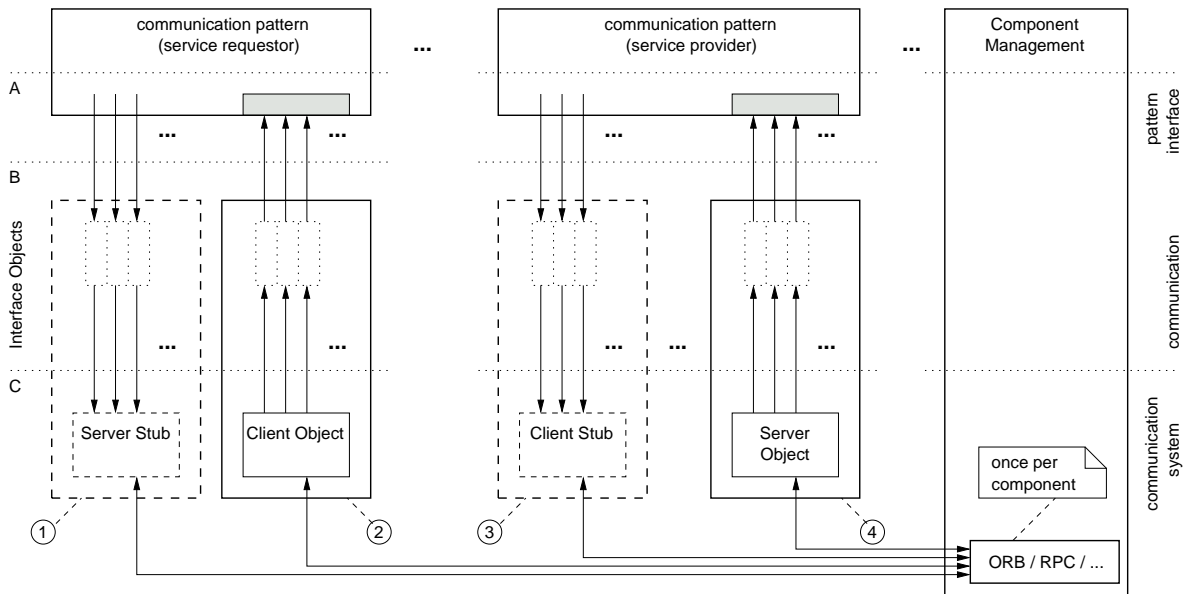 communication pattern
(service requestor)
...
communication pattern
(service provider)
...
Component
Management
A
...
...
...
...
pattern
interface
B
Interface Objects
communication
...
...
...
...
...
C
Server Stub
Client Object
Client Stub
Server
Object
once per
component
communication
system
1
2
3
4
ORB / RPC / ...